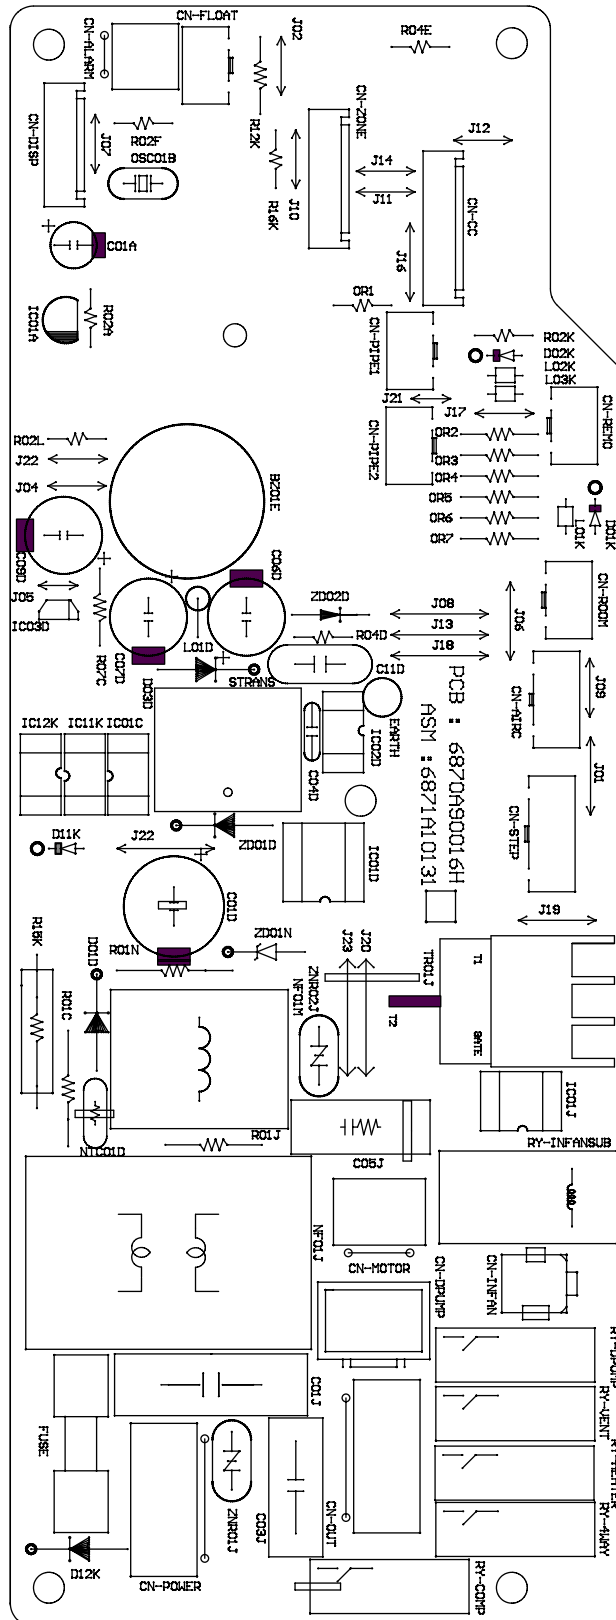 CN-FLOAT
CN-ALARM
J02
R04E
CN-DISP
J07
R02F
OSC01B
R12K
CN-ZONE
J10
R16K
J12
J14
J11
CN-CC
J16
C01A
IC01A
R02A
OR1
CN-PIPE1
R02K
D02K
L02K
L03K
J21
J17
CN-REMO
R02L
J22
J04
BZ01E
CN-PIPE2
OR2
OR3
OR4
OR5
OR6
OR7
L01K
D01K
C09D
J05
IC03D
R07C
C07D
L01D
C06D
ZD02D
R04D
J08
J13
J18
J06
CN-ROOM
D03D
STRANS
C11D
EARTH
PCB : 6870A90016H
ASM :6871A10131
CN-AIRC
J09
IC12K
IC11K
IC01C
C04D
IC02D
J01
CN-STEP
D11K
J22
ZD01D
IC01D
C01D
J19
R15K
D01D
R01N
ZD01N
J23
J20
TR01J
T1
T2
GATE
R01C
NF01M
ZNR02J
NTC01D
R01J
C05J
IC01J
RY-INFANSUB
NF01J
CN-MOTOR
CN-DPUMP
CN-INFAN
RY-DPUMP
C01J
RY-VENT
FUSE
RY-HEATER
ZNR01J
C03J
CN-OUT
RY-4WAY
D12K
CN-POWER
RY-COMP